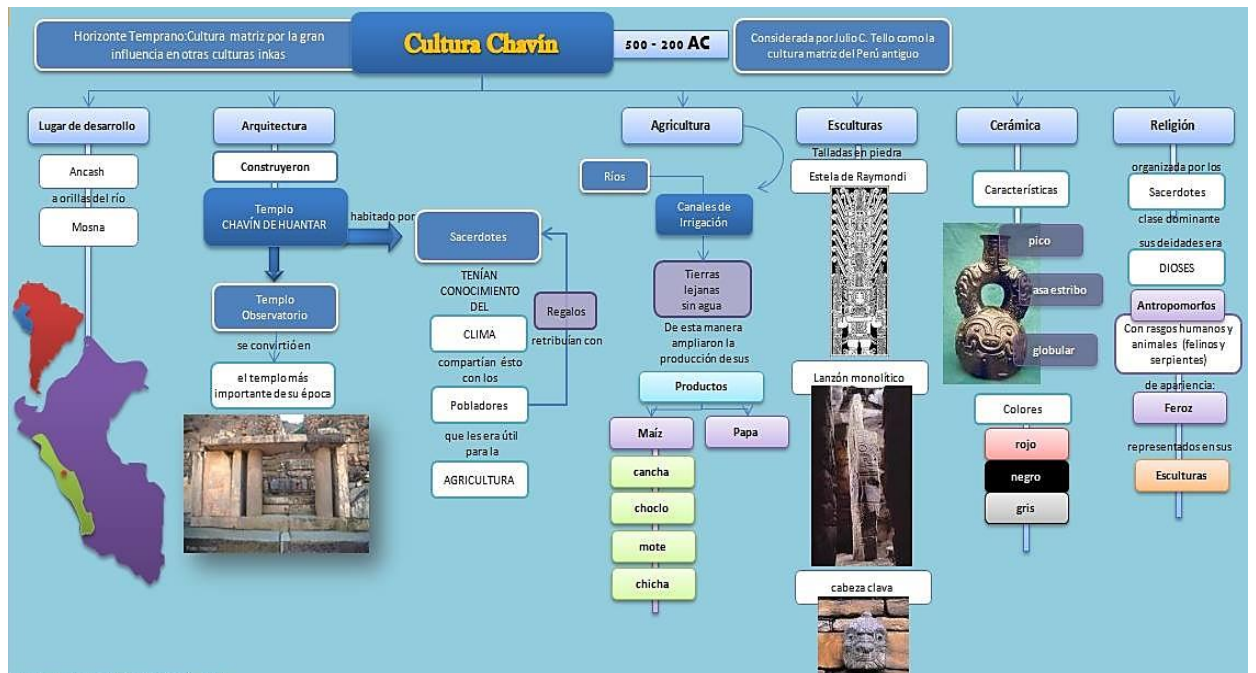 Horizonte Temprano:Cultura matriz por la gran
influencia en otras culturas inkas
Cultura Chavín
500 - 200 AC
Considerada por Julio C. Tello como la
cultura matriz del Perú antiguo
Lugar de desarrollo
Ancash
a orillas del río
Mosna
Arquitectura
Construyeron
Templo
CHAVÍN DE HUANTAR
habitado por
Templo
Observatorio
se convirtió en
el templo más
importante de su época
Sacerdotes
TENÍAN
CONOCIMIENTO
DEL
CLIMA
compartían ésto
con los
Pobladores
que les era útil
para la
AGRICULTURA
Regalos
retribuían con
Agricultura
Ríos
Canales de
Irrigación
Tierras
lejanas
sin agua
De esta manera
ampliaron la
producción de sus
Productos
Maíz
Papa
cancha
choclo
mote
chicha
Esculturas
Talladas en piedra
Estela de Raymondi
Lanzón monolítico
cabeza clava
Cerámica
Características
pico
asa estribo
globular
Colores
rojo
negro
gris
Religión
organizada por los
Sacerdotes
clase dominante
sus deidades era
DIOSES
Antropomorfos
Con rasgos humanos y
animales (felinos y
serpientes)
de apariencia:
Feroz
representados en sus
Esculturas